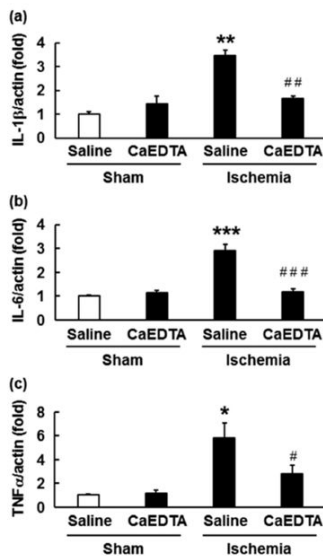 (a)
IL-1β/actin (fold)
4
3
2
1
0
**
##
Saline CaEDTA Saline CaEDTA
Sham Ischemia
(b)
IL-6/actin (fold)
4
3
2
1
0
***
###
Saline CaEDTA Saline CaEDTA
Sham Ischemia
(c)
TNFα/actin (fold)
8
6
4
2
0
*
#
Saline CaEDTA Saline CaEDTA
Sham Ischemia